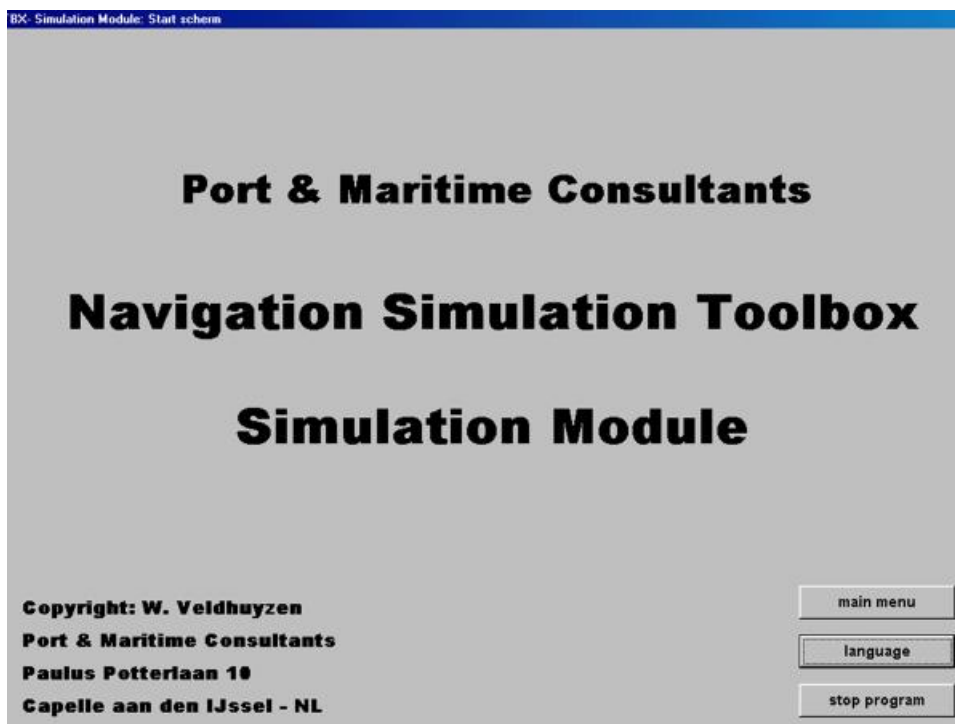 TBX- Simulation Module: Start scherm
Port & Maritime Consultants
Navigation Simulation Toolbox
Simulation Module
Copyright: W. Veldhuyzen
Port & Maritime Consultants
Paulus Potterlaan 10
Capelle aan den IJssel - NL
main menu
language
stop program